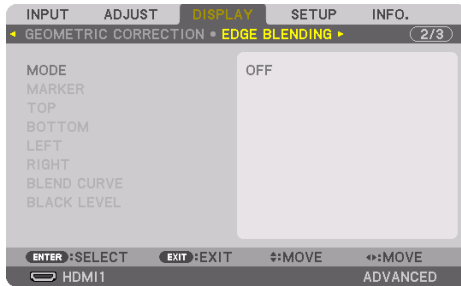 INPUT ADJUST DISPLAY SETUP INFO.
GEOMETRIC CORRECTION • EDGE BLENDING 2/3
MODE OFF
MARKER
TOP
BOTTOM
LEFT
RIGHT
BLEND CURVE
BLACK LEVEL
ENTER :SELECT EXIT :EXIT :MOVE :MOVE
HDMI1 ADVANCED